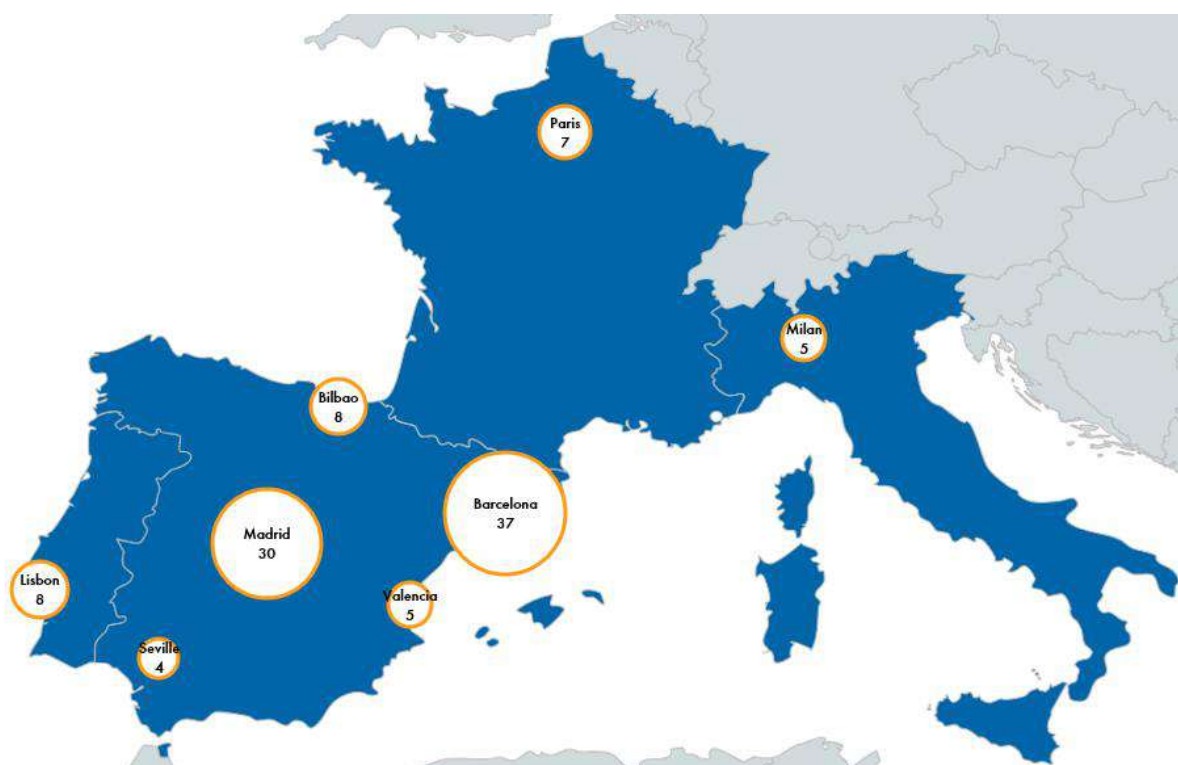 Paris
7
Milan
5
Bilbao
8
Barcelona
37
Madrid
30
Lisbon
8
Valencia
5
Seville
4